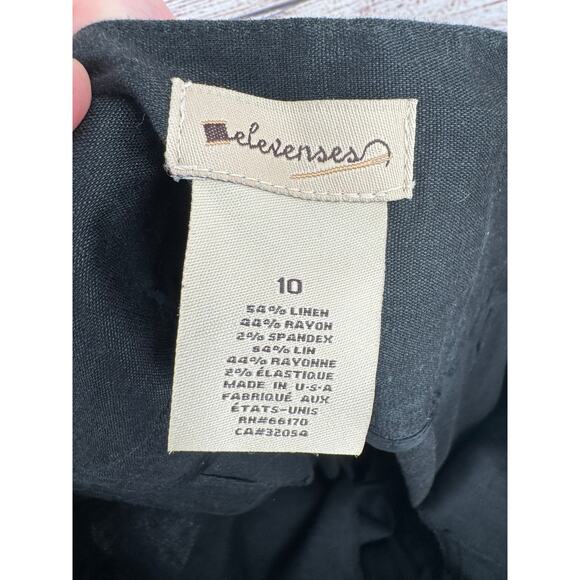 elevenses
10
54% LINEN
44% RAYON
2% SPANDEX
54% LIN
44% RAYONNE
2% ÉLASTIQUE
MADE IN U•S•A
FABRIQUÉ AUX
ÉTATS-UNIS
RN#66170
CA#32054